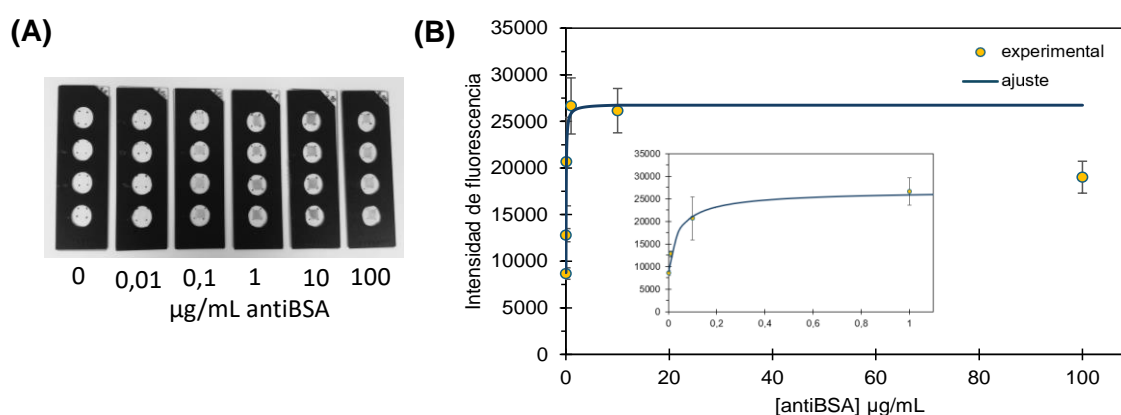 (A)
0 0,01 0,1 1 10 100
µg/mL antiBSA
(B)
Intensidad de fluorescencia
40000
35000
30000
25000
20000
15000
10000
5000
0
experimental
ajuste
35000
30000
25000
20000
15000
10000
5000
0
0 0,2 0,4 0,6 0,8 1
0 20 40 60 80 100
[antiBSA] µg/mL